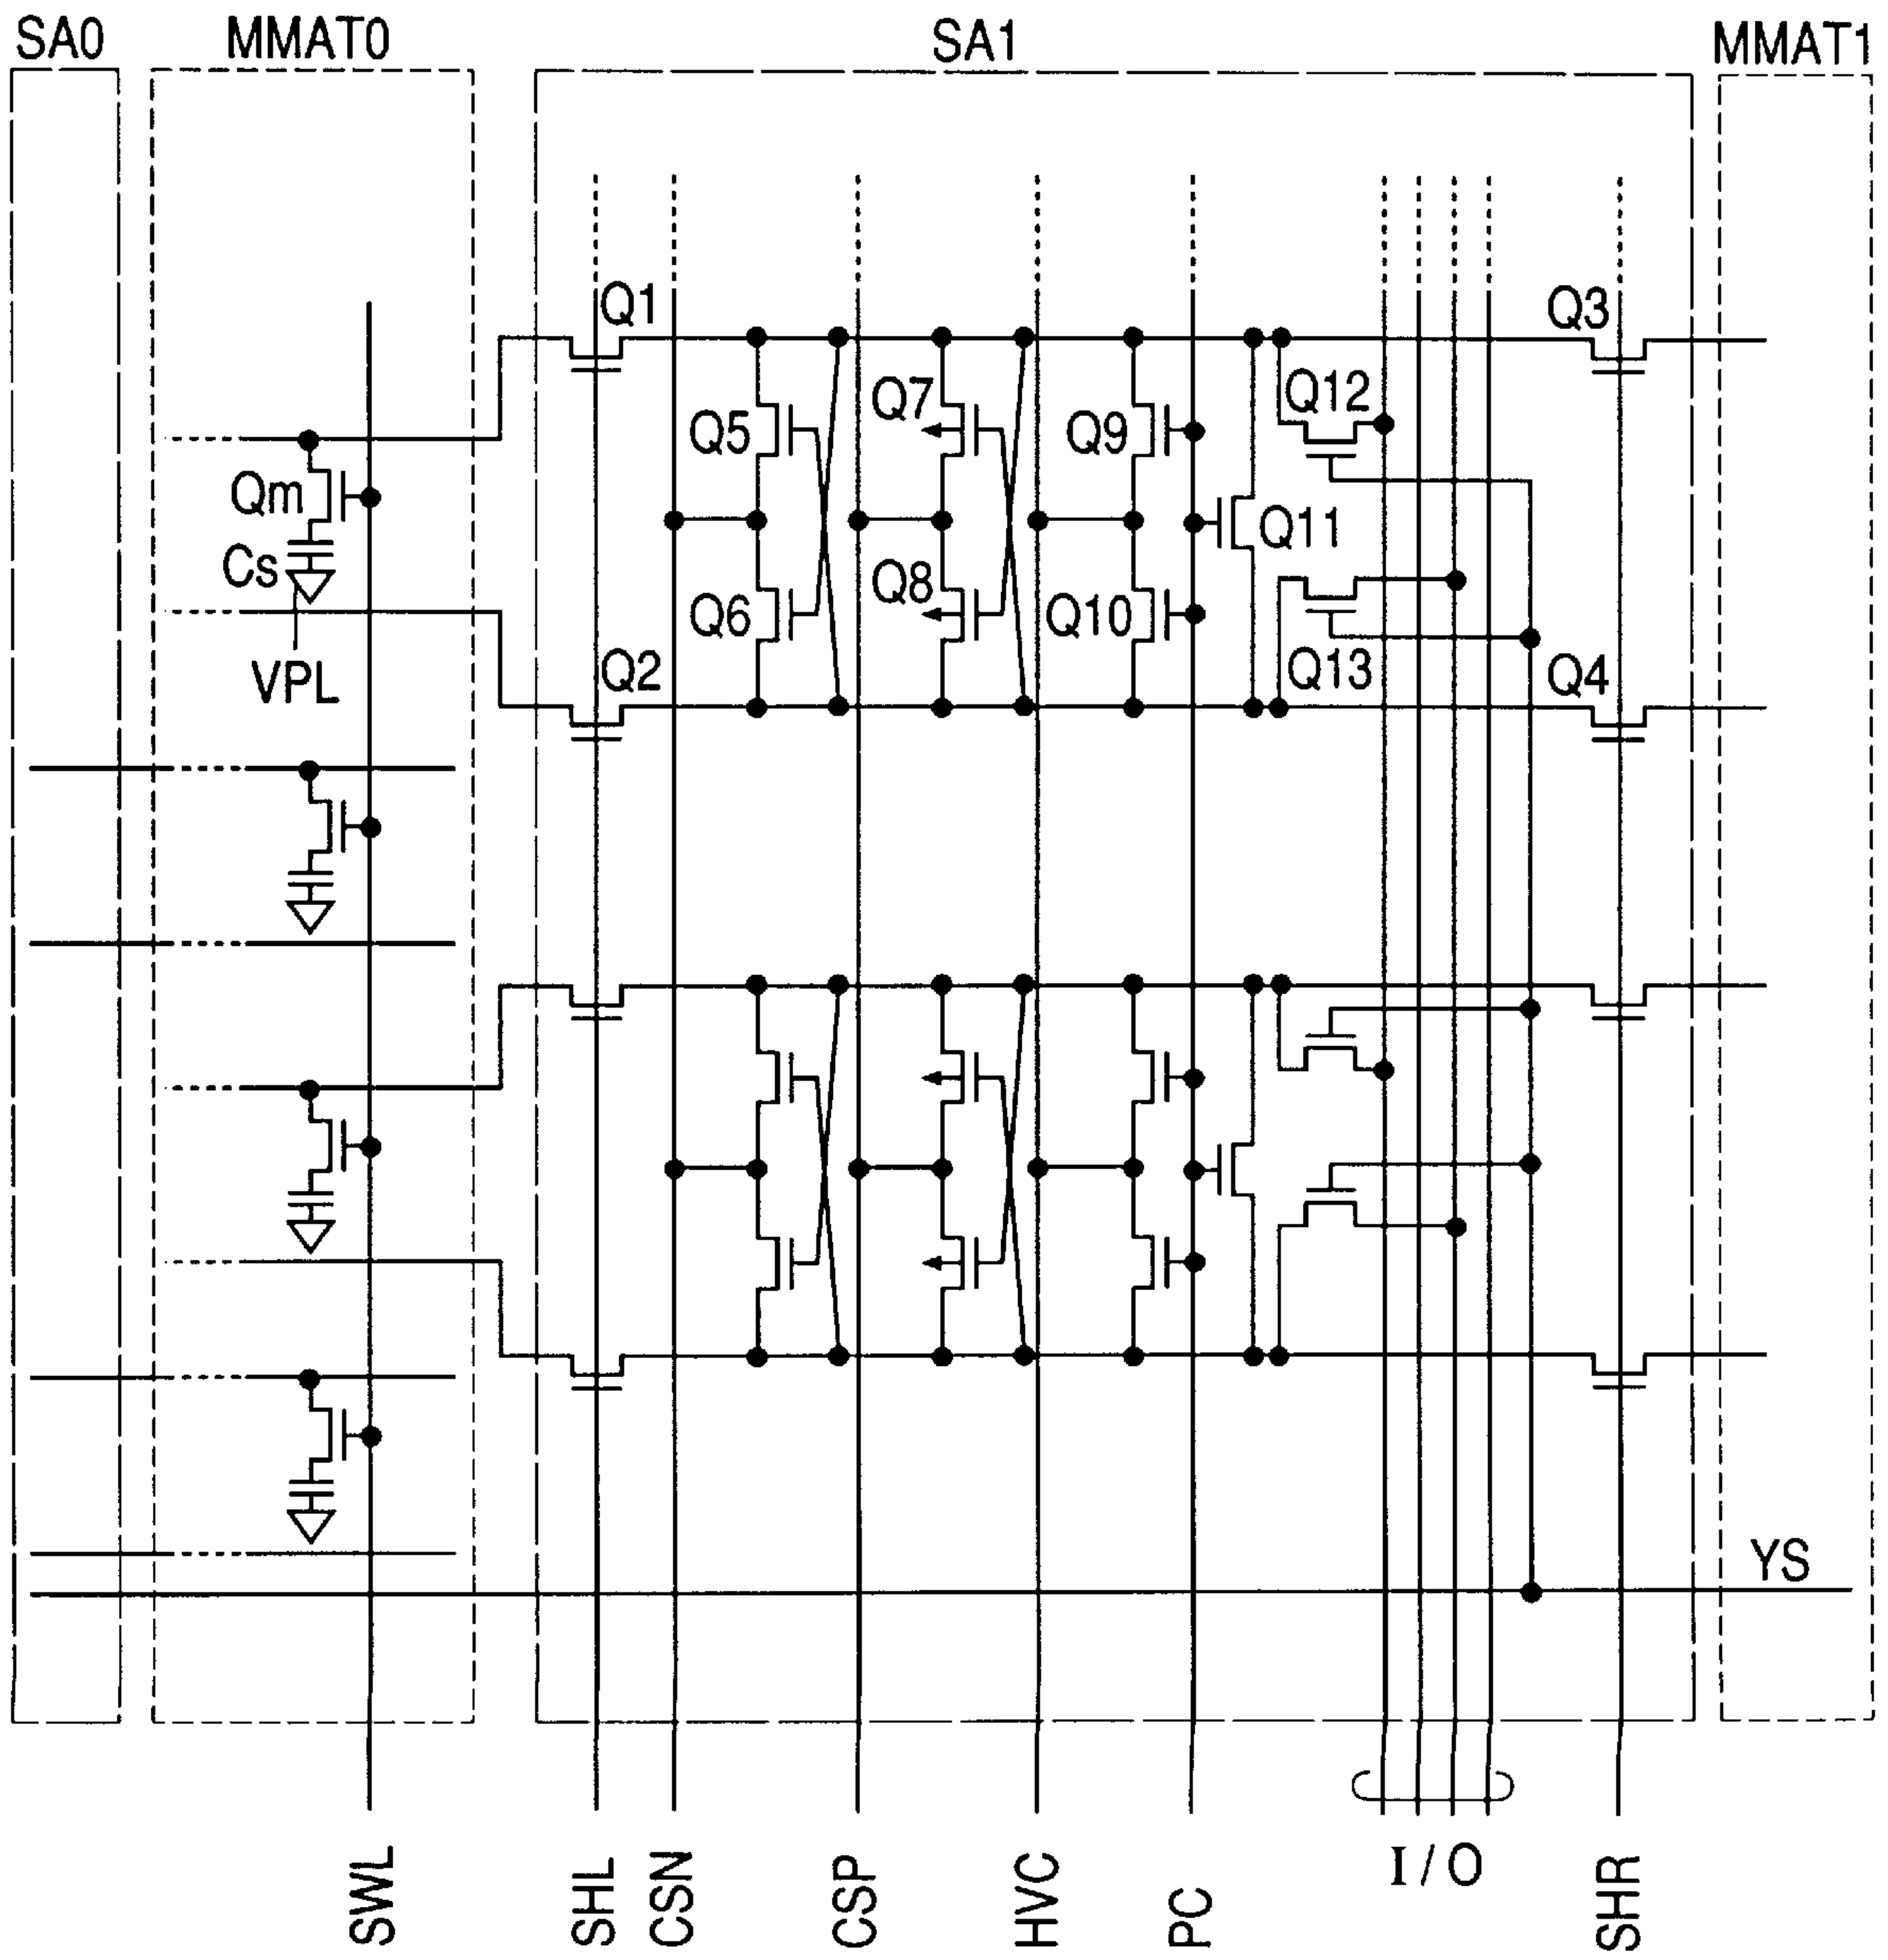 SA0
MMAT0
SA1
MMAT1
Q1
Q3
Q5
Q7
Q9
Q12
Qm
Q11
Cs
Q6
Q8
Q10
VPL
Q2
Q13
Q4
YS
SWL
SHL
CSN
CSP
HVC
PC
I/O
SHR